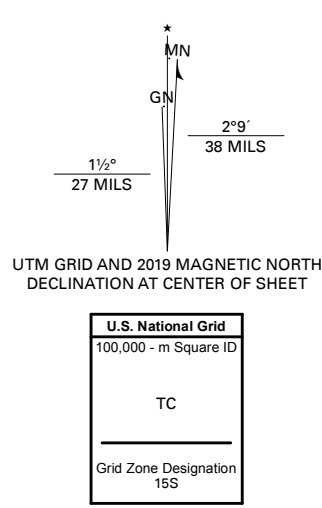 ★
MN
GN
2°9´
38 MILS
1½°
27 MILS
UTM GRID AND 2019 MAGNETIC NORTH
DECLINATION AT CENTER OF SHEET
U.S. National Grid
100,000 - m Square ID
TC
Grid Zone Designation
15S